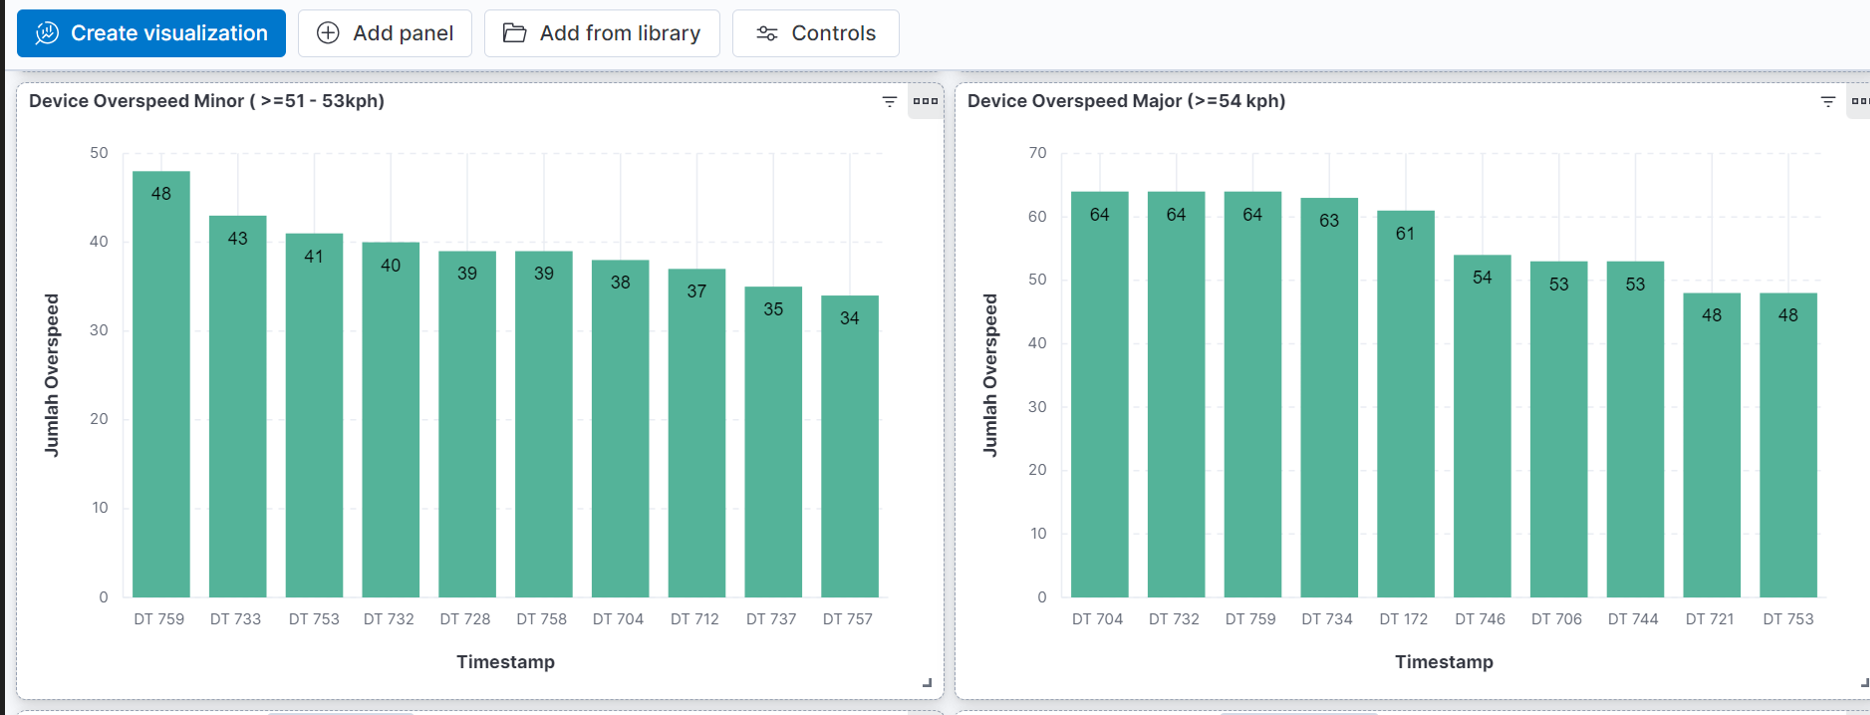 Create visualization
Add panel
Add from library
Controls
Device Overspeed Minor ( >=51 - 53kph)
Jumlah Overspeed
50
40
30
20
10
0
48
43
41
40
39
39
38
37
35
34
DT 759
DT 733
DT 753
DT 732
DT 728
DT 758
DT 704
DT 712
DT 737
DT 757
Timestamp
Device Overspeed Major (>=54 kph)
Jumlah Overspeed
70
60
50
40
30
20
10
0
64
64
64
63
61
54
53
53
48
48
DT 704
DT 732
DT 759
DT 734
DT 172
DT 746
DT 706
DT 744
DT 721
DT 753
Timestamp